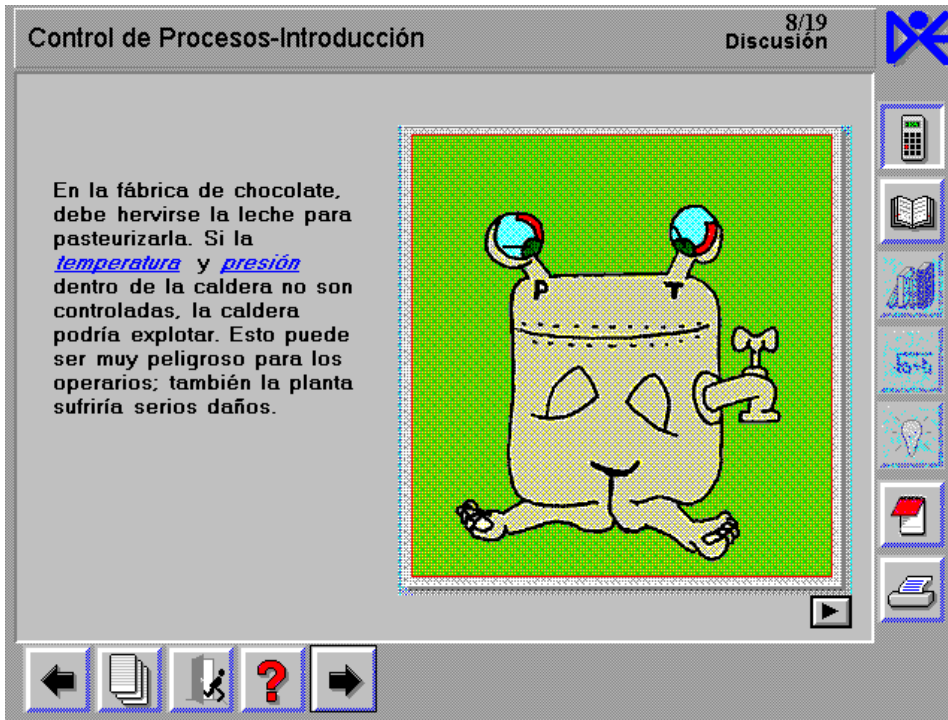 Control de Procesos-Introducción
8/19
Discusión
En la fábrica de chocolate,
debe hervirse la leche para
pasteurizarla. Si la
temperatura y presión
dentro de la caldera no son
controladas, la caldera
podría explotar. Esto puede
ser muy peligroso para los
operarios; también la planta
sufriría serios daños.
P T
?